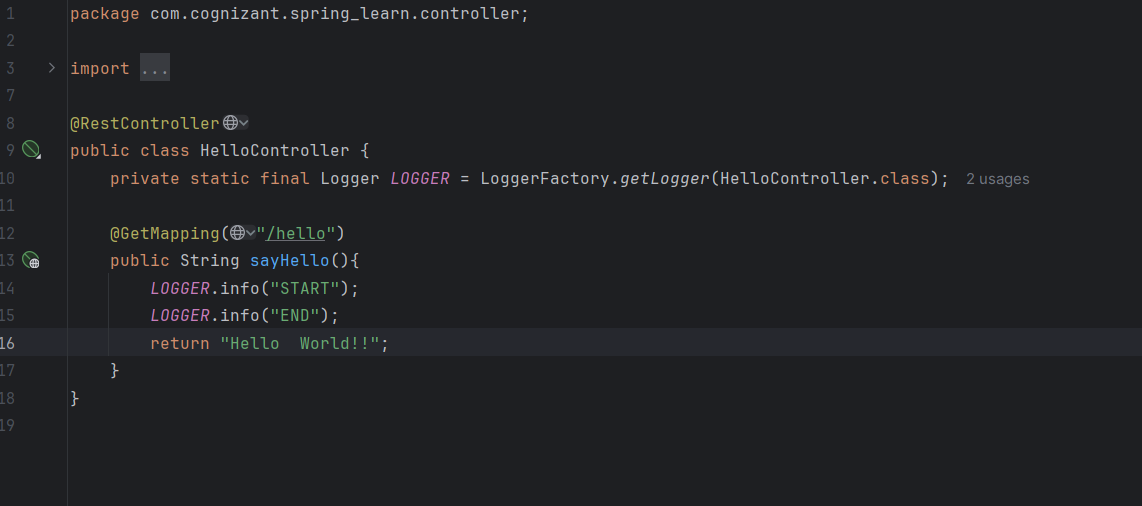 1 package com.cognizant.spring_learn.controller;
2
3 import ...
7
8 @RestController
9 public class HelloController {
10     private static final Logger LOGGER = LoggerFactory.getLogger(HelloController.class); 2 usages
11
12     @GetMapping("/hello")
13     public String sayHello(){
14         LOGGER.info("START");
15         LOGGER.info("END");
16         return "Hello  World!!";
17     }
18 }
19